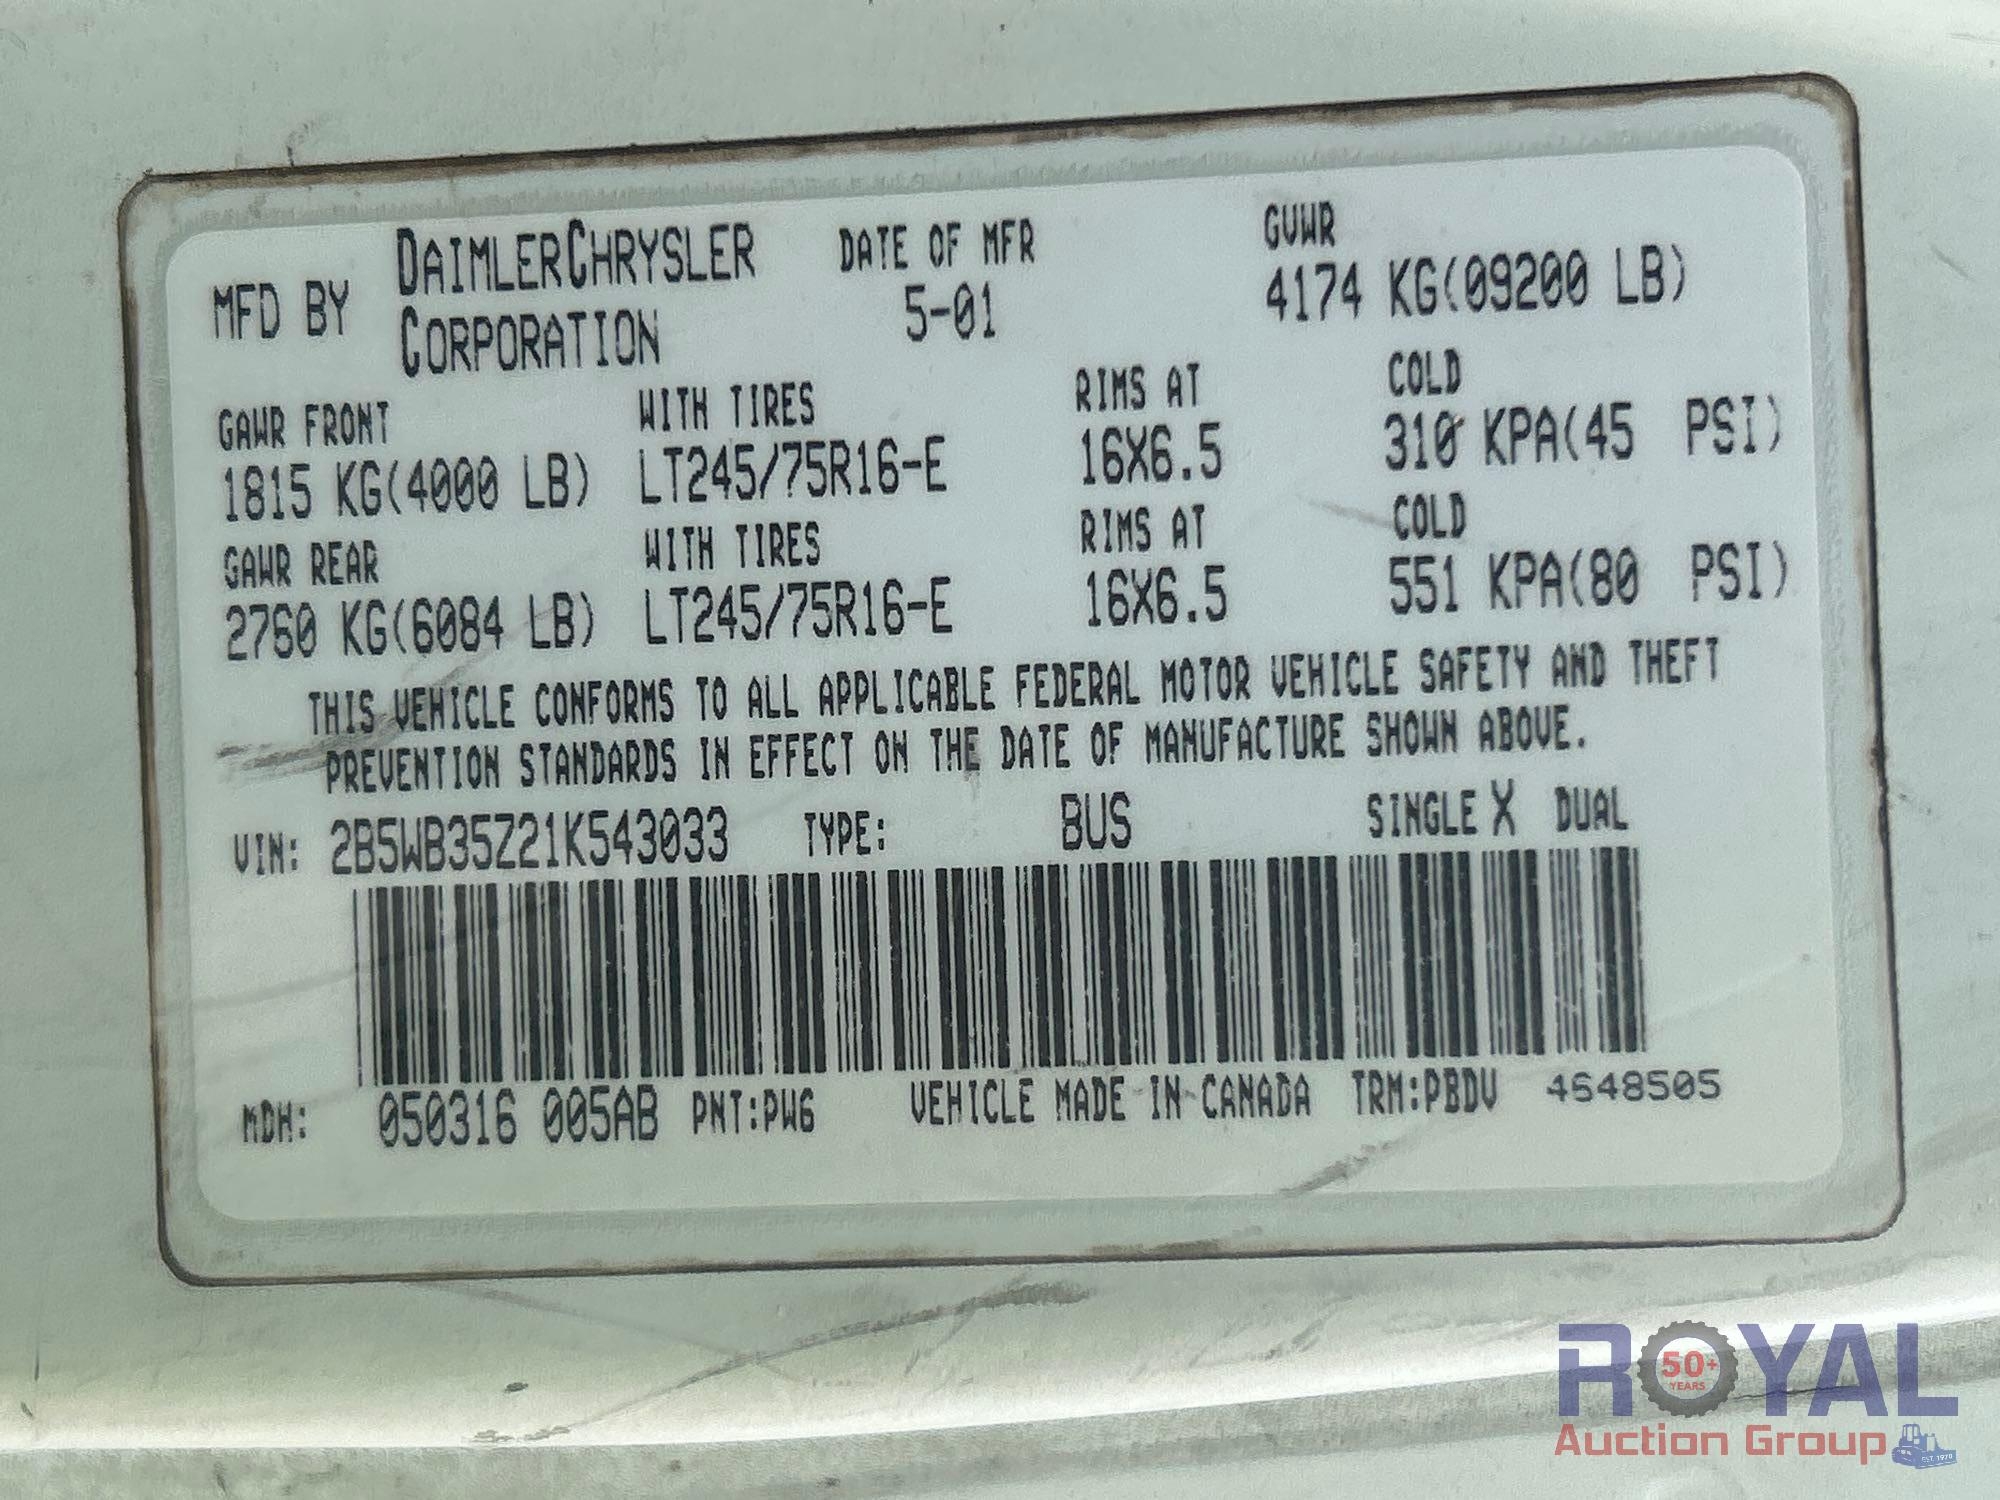 MFD BY DAIMLERCHRYSLER CORPORATION DATE OF MFR 5-01 GVWR 4174 KG(09200 LB)
GAWR FRONT WITH TIRES RIMS AT COLD
1815 KG(4000 LB) LT245/75R16-E 16X6.5 310 KPA(45 PSI)
GAWR REAR WITH TIRES RIMS AT COLD
2760 KG(6084 LB) LT245/75R16-E 16X6.5 551 KPA(80 PSI)
THIS VEHICLE CONFORMS TO ALL APPLICABLE FEDERAL MOTOR VEHICLE SAFETY AND THEFT
PREVENTION STANDARDS IN EFFECT ON THE DATE OF MANUFACTURE SHOWN ABOVE.
VIN: 2B5WB35Z21K543033 TYPE: BUS SINGLE X DUAL
MDH: 050316 005AB PNT:PW6 VEHICLE MADE IN CANADA TRM:PBDV 4648505
ROYAL
50+
YEARS
Auction Group
EST. 1970